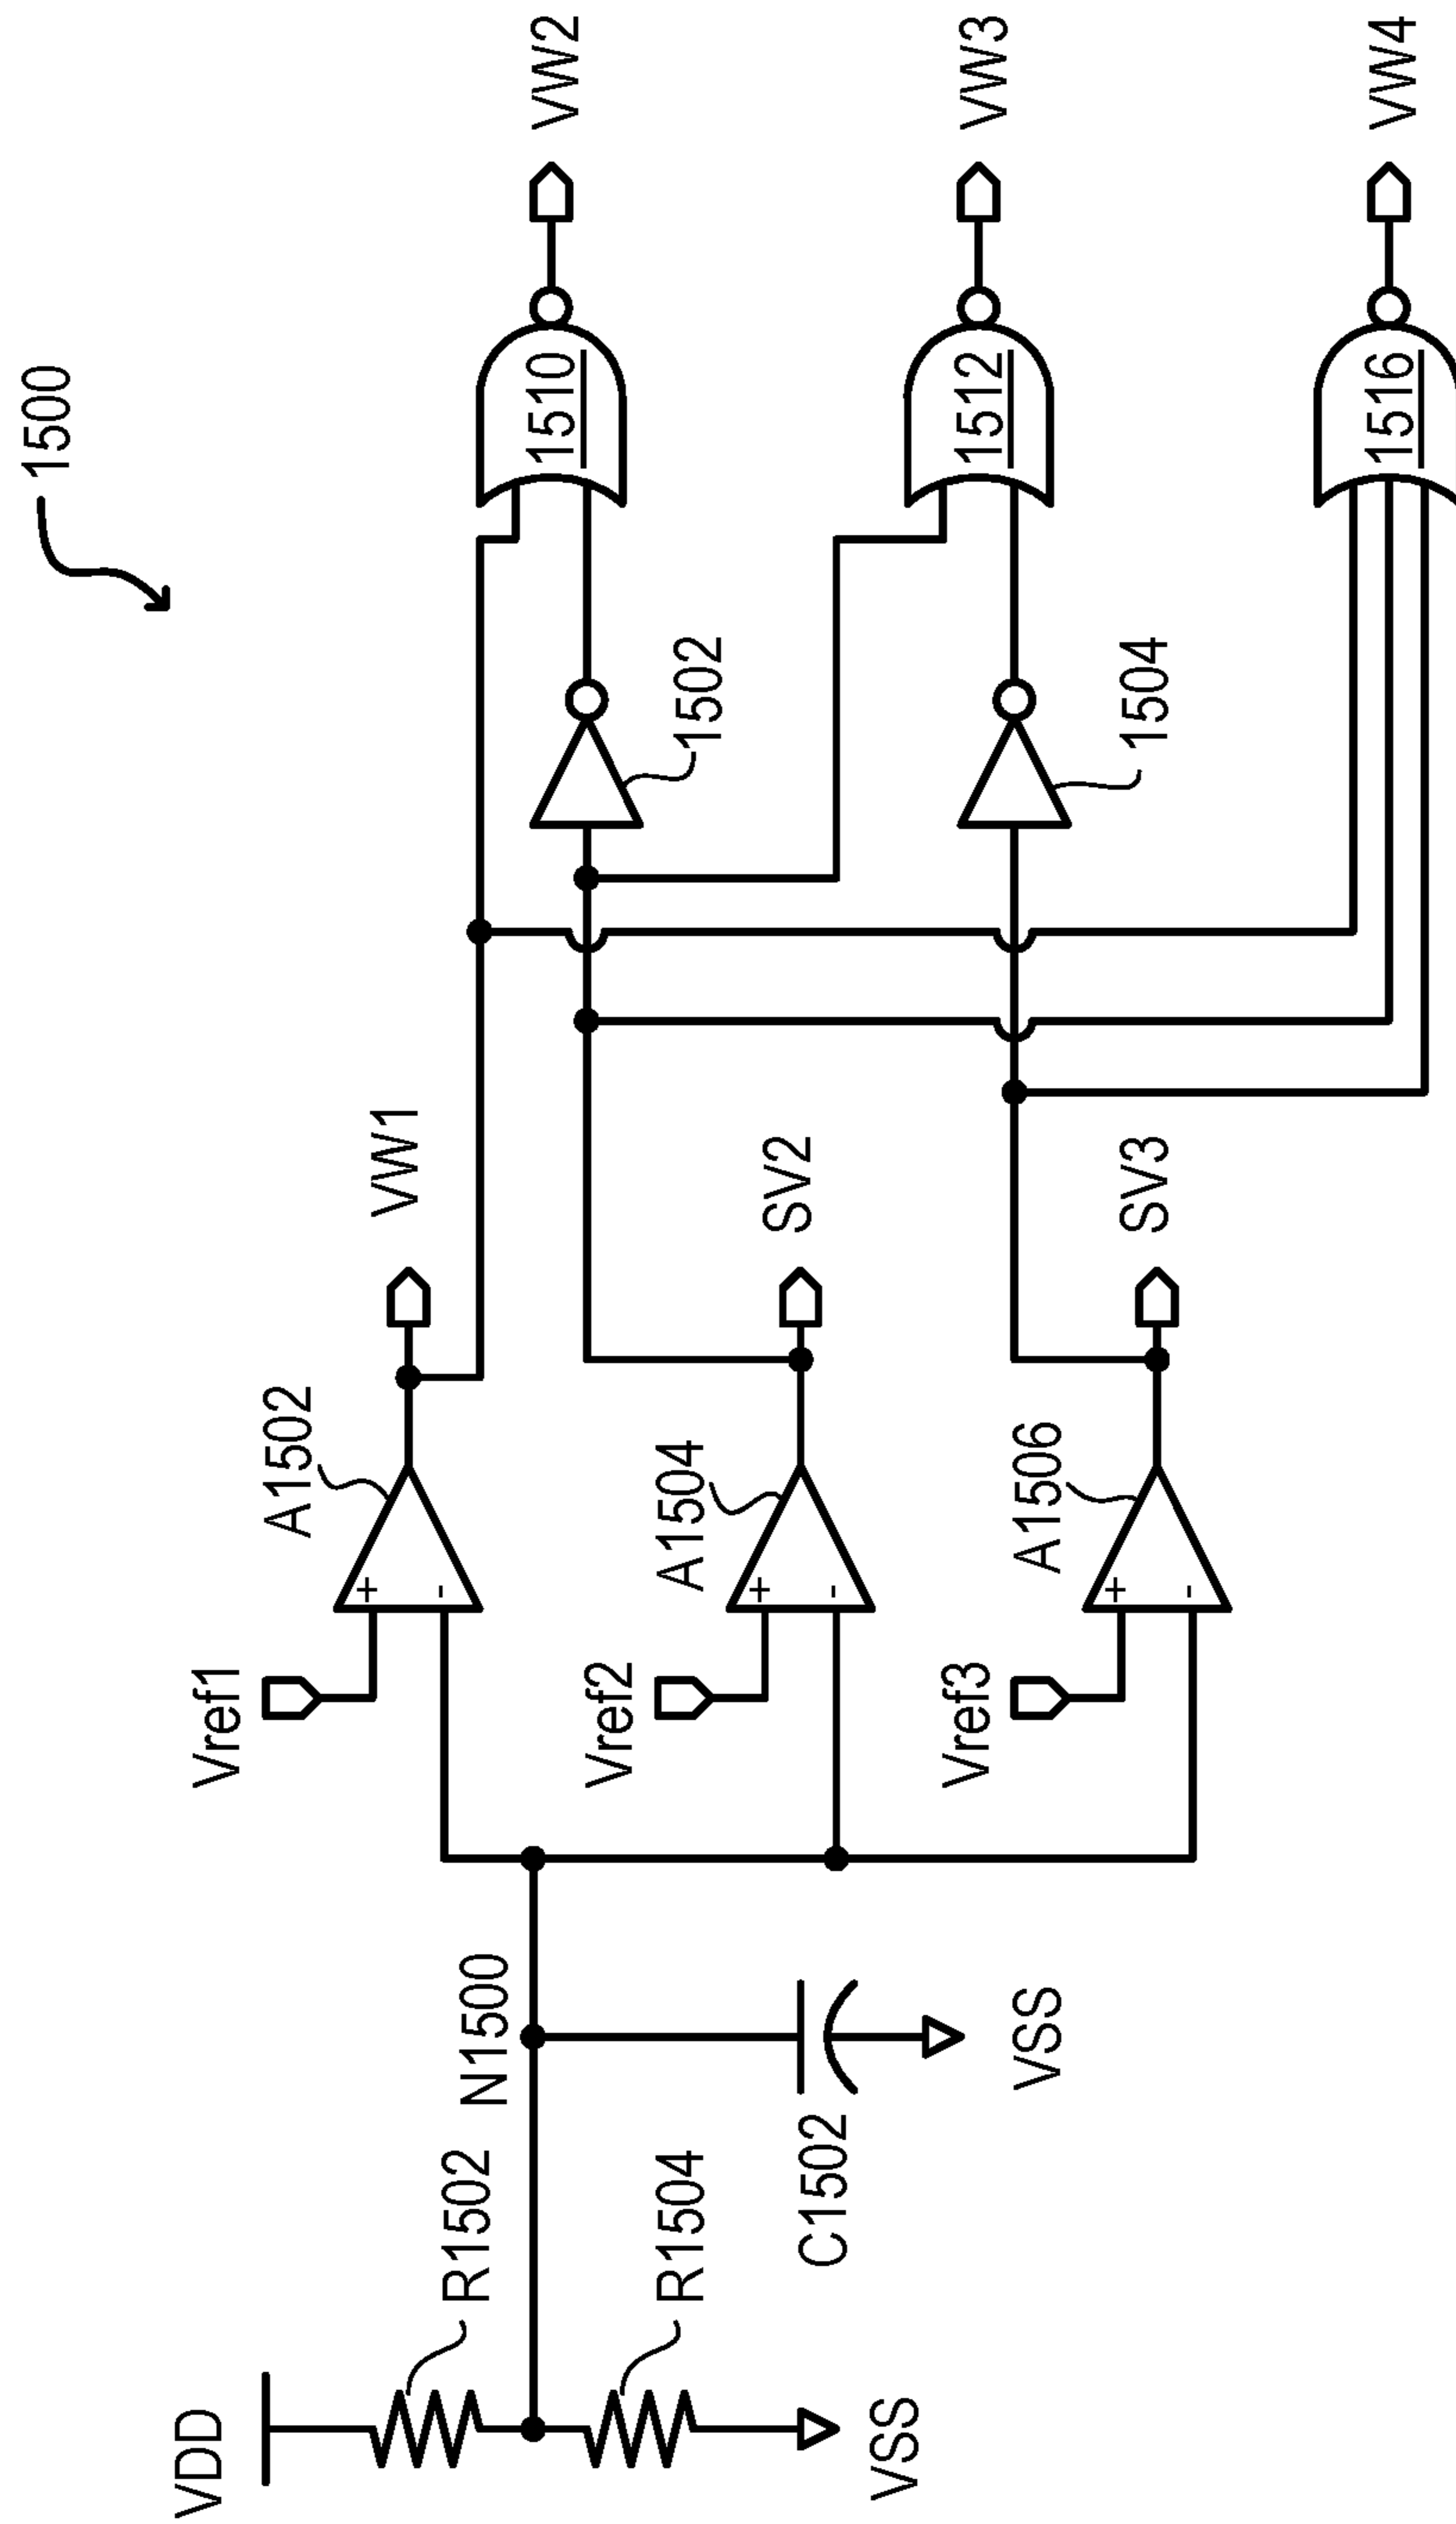 1500
VDD
R1502
R1504
VSS
N1500
C1502
VSS
Vref1
+
-
A1502
VW1
Vref2
+
-
A1504
SV2
Vref3
+
-
A1506
SV3
1502
1504
1510
VW2
1512
VW3
1516
VW4